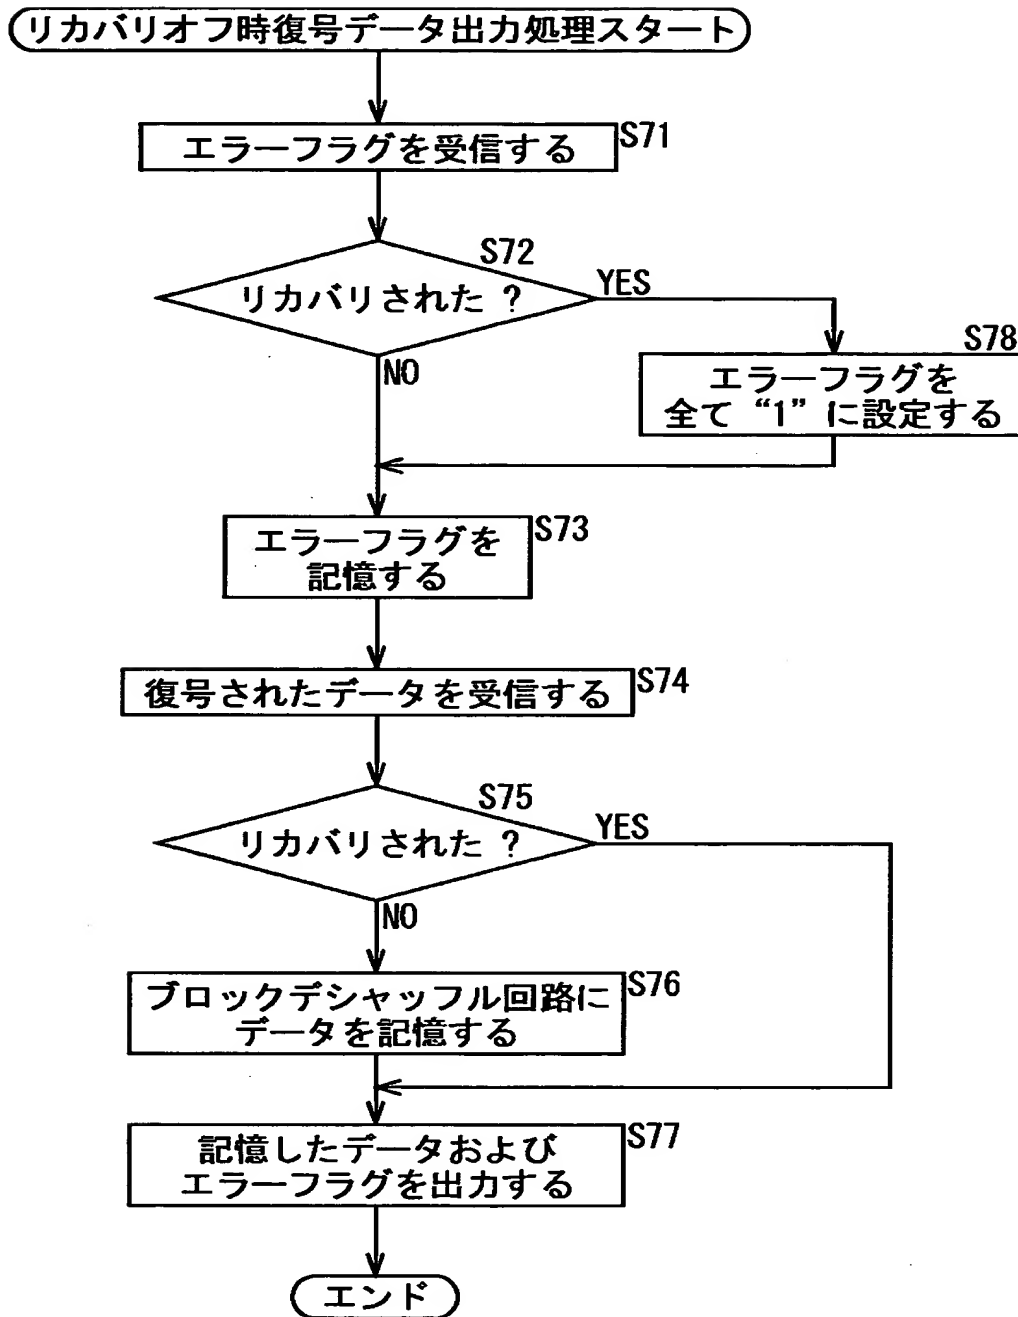 リカバリオフ時復号データ出力処理スタート
エラーフラグを受信する
S71
S72
リカバリされた ?
YES
NO
S78
エラーフラグを
全て “1” に設定する
エラーフラグを
記憶する
S73
復号されたデータを受信する
S74
S75
リカバリされた ?
YES
NO
ブロックデシャッフル回路に
データを記憶する
S76
記憶したデータおよび
エラーフラグを出力する
S77
エンド